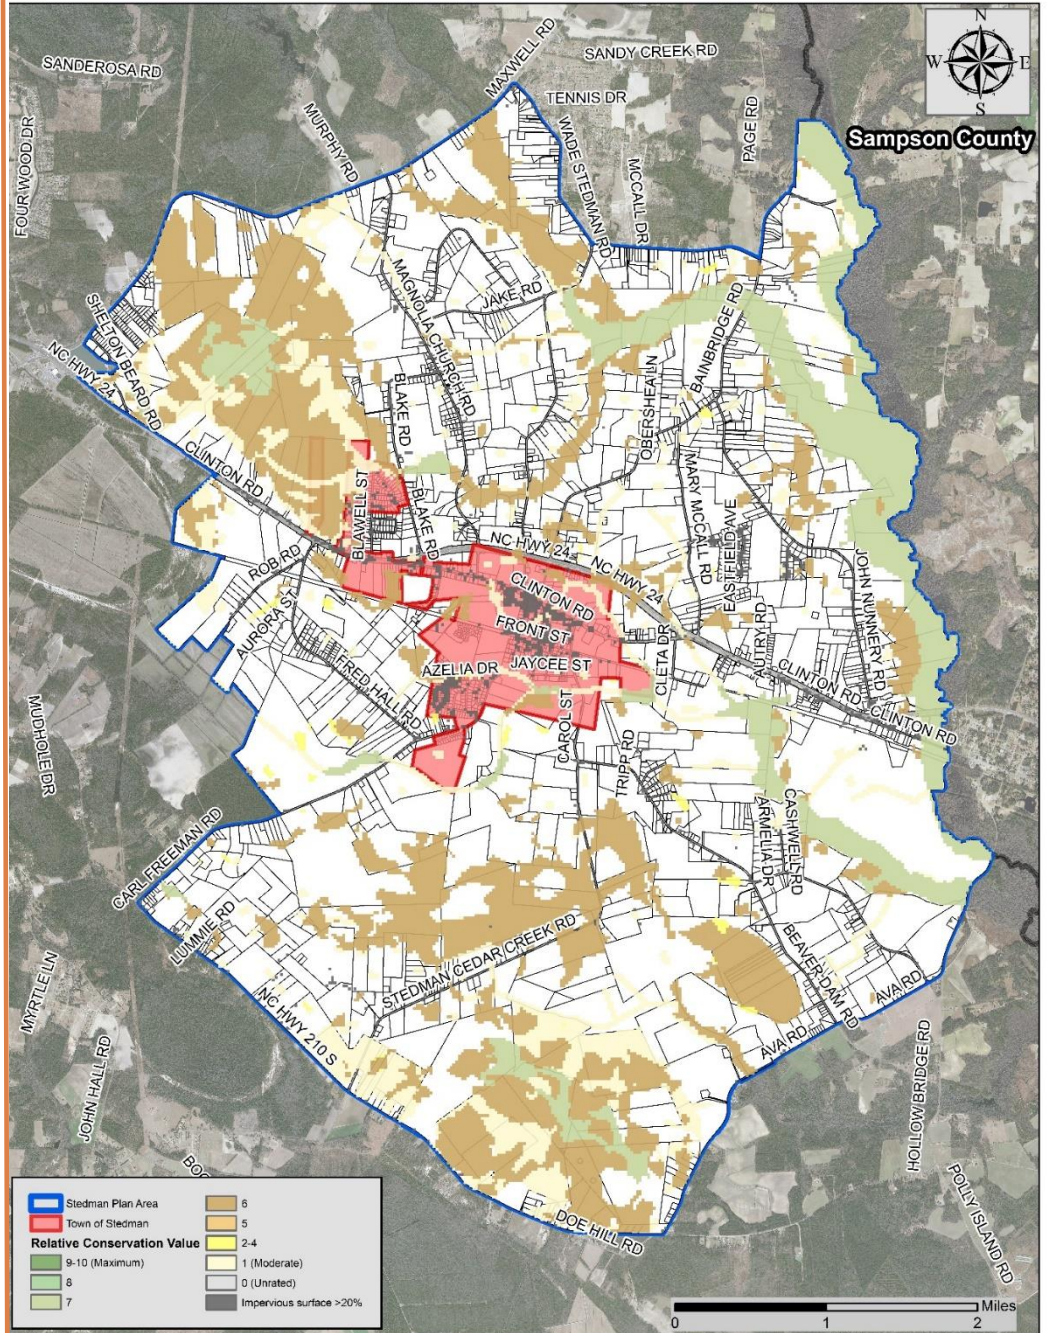 N
W E
S
Sampson County
SANDEROSA RD
FOUR WOOD DR
MURPHY RD
MAXWELL RD
SANDY CREEK RD
TENNIS DR
WADE STEDMAN RD
MCCALL DR
PAGE RD
SHELTON BEARD RD
NC HWY 24
MAGNOLIA CHURCH RD
JAKE RD
BAINBRIDGE RD
OBERSHEA LN
BLAKE RD
CLINTON RD
BLAWELL ST
BLAKE RD
MARY MCCALL RD
EASTFIELD AVE
NC HWY 24
NC HWY 24
ROB RD
AURORA ST
CLINTON RD
FRONT ST
JAYCEE ST
AZELIA DR
FRED HALL RD
CLETA DR
AUTRY RD
JOHN NUNNERY RD
CLINTON RD
CLINTON RD
CAROL ST
TRIPP RD
MUDHOLE DR
CARL FREEMAN RD
LUMMIE RD
CASHWELL RD
ARMELIA DR
STEDMAN CEDAR CREEK RD
BEAVER DAM RD
AVA RD
AVA RD
MYRTLE LN
NC HWY 210 S
JOHN HALL RD
HOLLOW BRIDGE RD
POLLY ISLAND RD
DOE HILL RD
Stedman Plan Area
Town of Stedman
Relative Conservation Value
9-10 (Maximum)
8
7
6
5
2-4
1 (Moderate)
0 (Unrated)
Impervious surface >20%
Miles
0 1 2